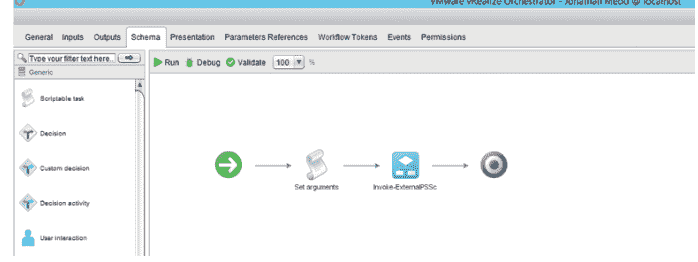 VMware vRealize Orchestrator - Jonathan Medd @ localhost
General Inputs Outputs Schema Presentation Parameters References Workflow Tokens Events Permissions
Type your filter text here..
Run Debug Validate 100 %
Generic
Scriptable task
Decision
Custom decision
Decision activity
User interaction
Set arguments
Invoke-ExternalPSSc